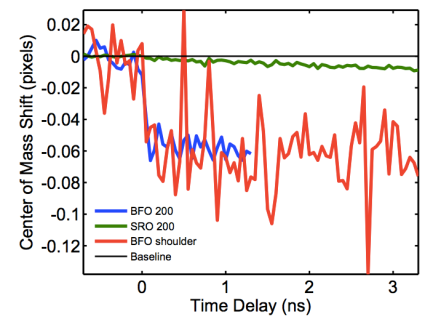 0.02
0
-0.02
-0.04
-0.06
-0.08
-0.1
-0.12
Center of Mass Shift (pixels)
BFO 200
SRO 200
BFO shoulder
Baseline
0 1 2 3
Time Delay (ns)